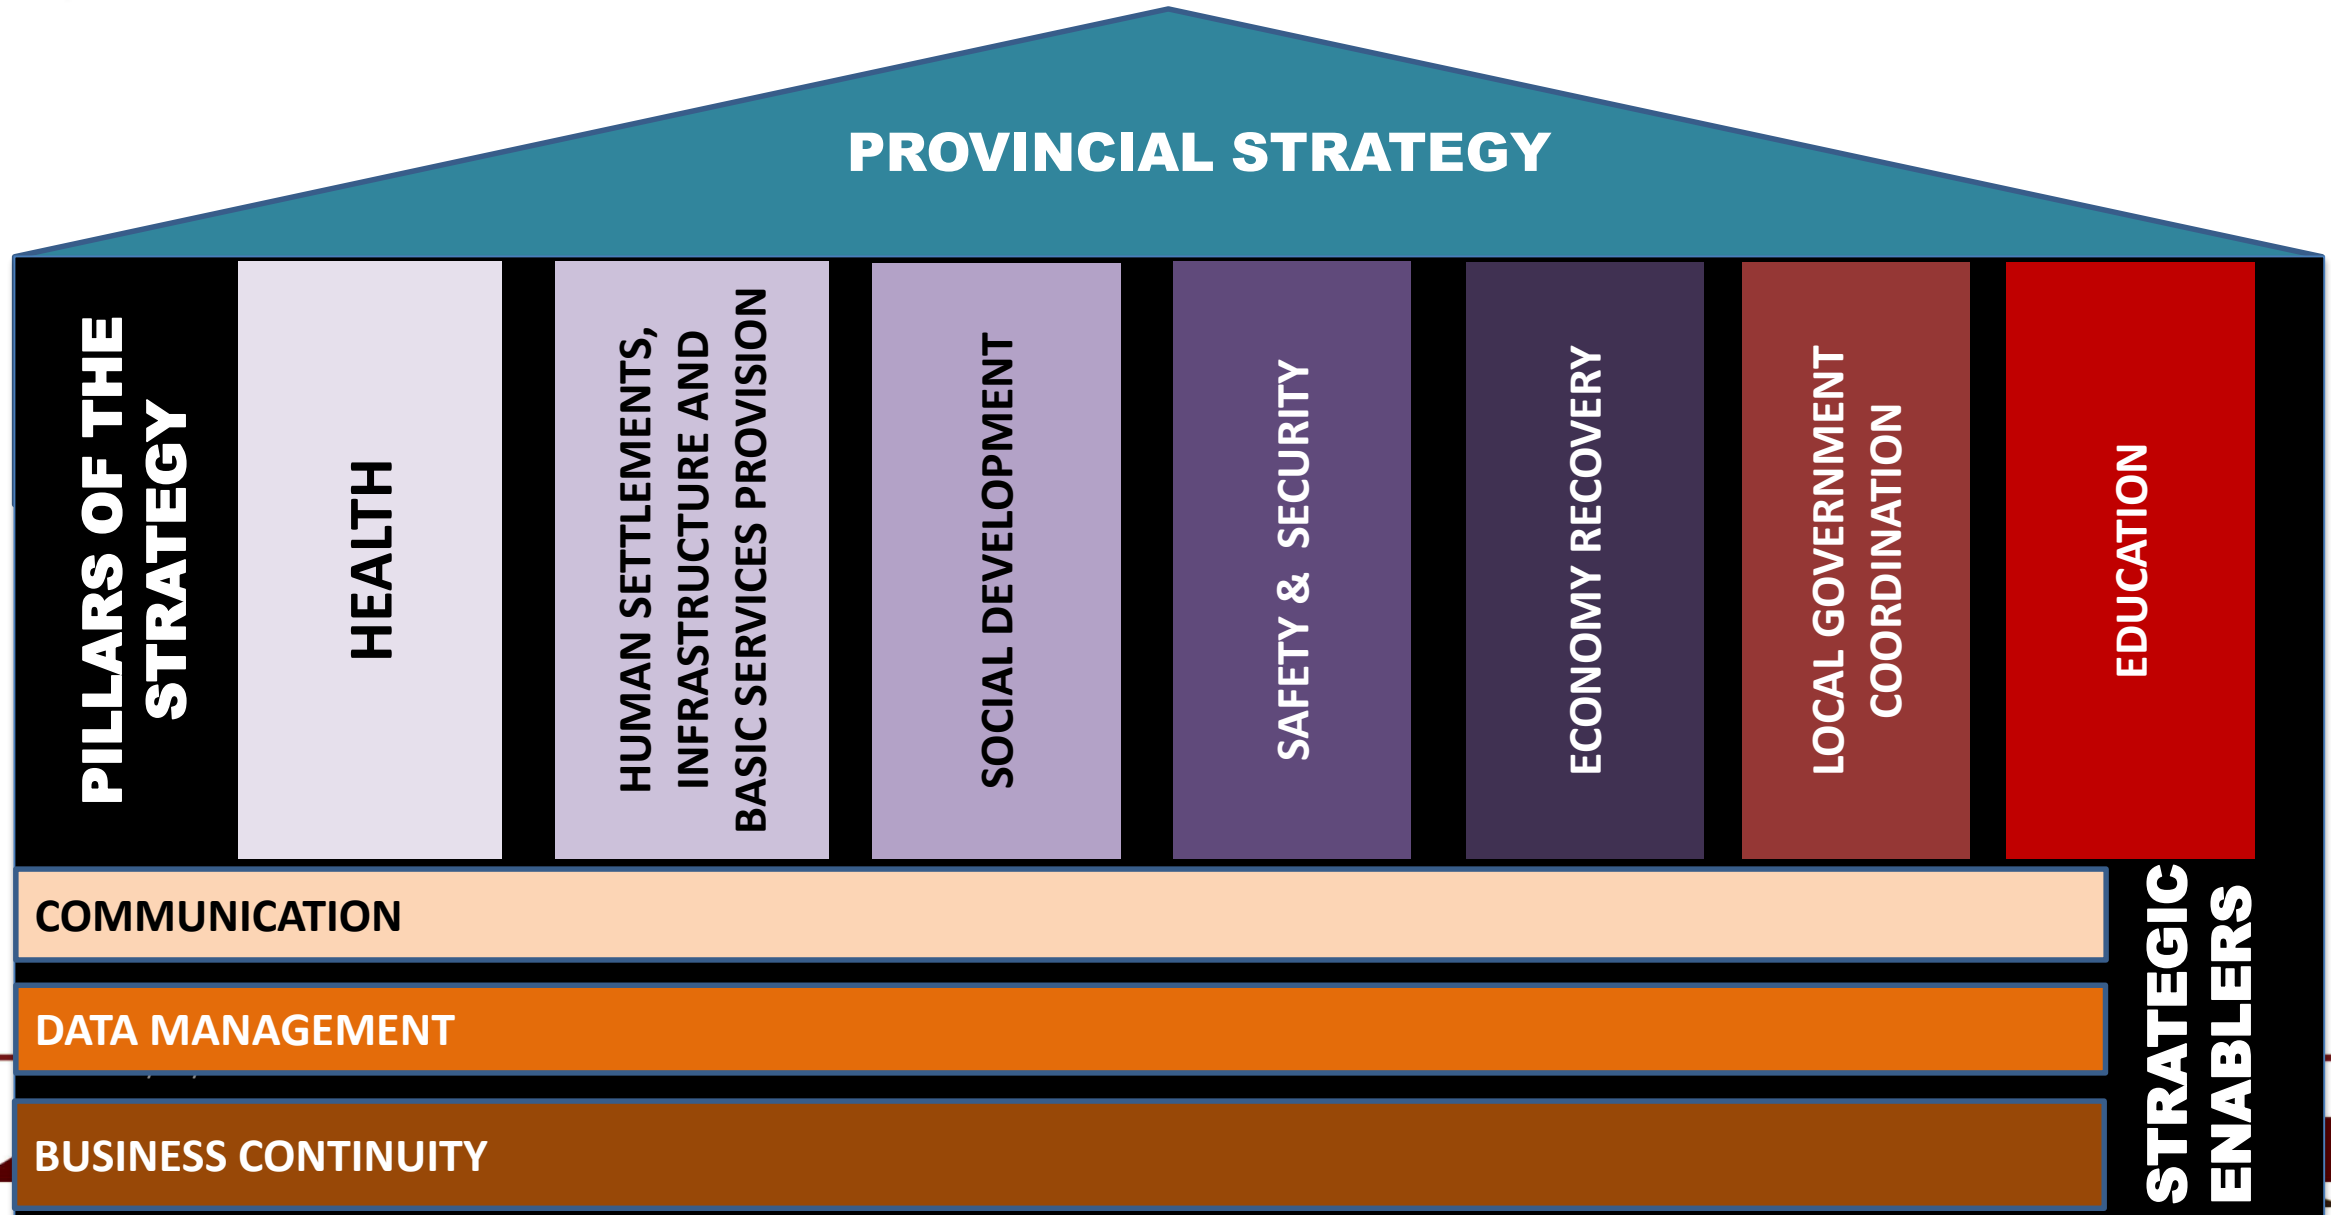 PROVINCIAL STRATEGY
PILLARS OF THE
STRATEGY
HEALTH
HUMAN SETTLEMENTS,
INFRASTRUCTURE AND
BASIC SERVICES PROVISION
SOCIAL DEVELOPMENT
SAFETY & SECURITY
ECONOMY RECOVERY
LOCAL GOVERNMENT
COORDINATION
EDUCATION
COMMUNICATION
DATA MANAGEMENT
BUSINESS CONTINUITY
STRATEGIC
ENABLERS